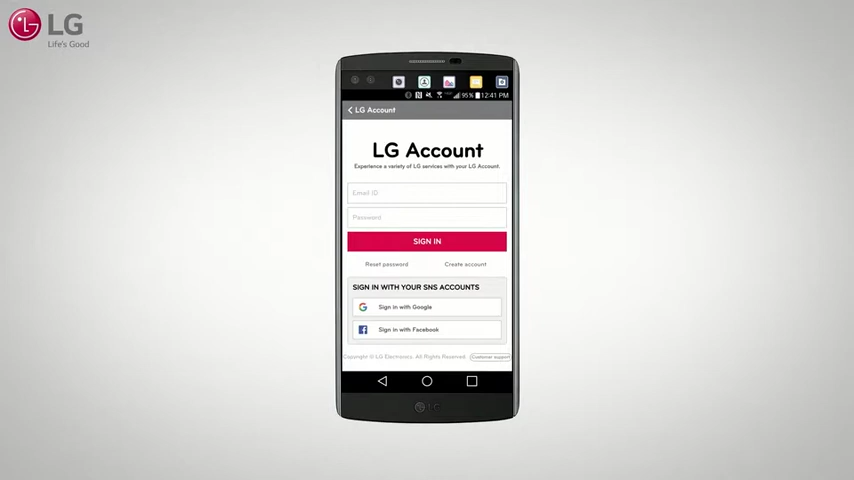 LG
Life's Good
95% 12:41 PM
LG Account
LG Account
Experience a variety of LG services with your LG Account.
Email ID
Password
SIGN IN
Reset password Create account
SIGN IN WITH YOUR SNS ACCOUNTS
Sign in with Google
Sign in with Facebook
Copyright © LG Electronics. All Rights Reserved. Customer support
LG